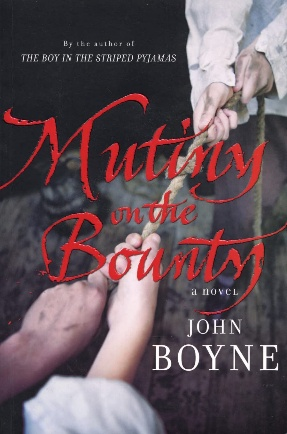 By the author of
THE BOY IN THE STRIPED PYJAMAS
Mutiny
on the
Bounty
a novel
JOHN
BOYNE